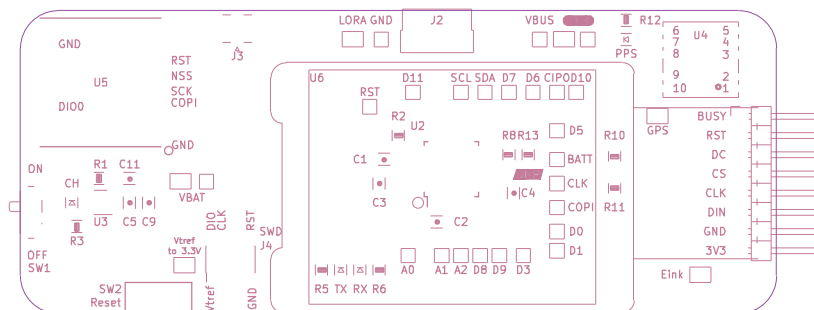 LORA GND
J2
VBUS
R12
PPS
U4
6 5
7 4
8 3
9 2
10 1
J3
GND
U5
RST
NSS
SCK
COPI
DIO0
GND
U6
D11
SCL SDA D7 D6 CIPO D10
RST
R2
U2
R8 R13
D5
R10
GPS
BUSY
RST
DC
CS
CLK
DIN
GND
3V3
C1
BATT
C3
C4
CLK
R11
COPI
C2
D0
D1
A0 A1 A2 D8 D9 D3
R5 TX RX R6
Eink
ON
CH
R1
C11
VBAT
U3
C5 C9
R3
OFF
SW1
DIO
CLK
RST
SWD
J4
Vtref
to 3.3V
SW2
Reset
Vtref
GND